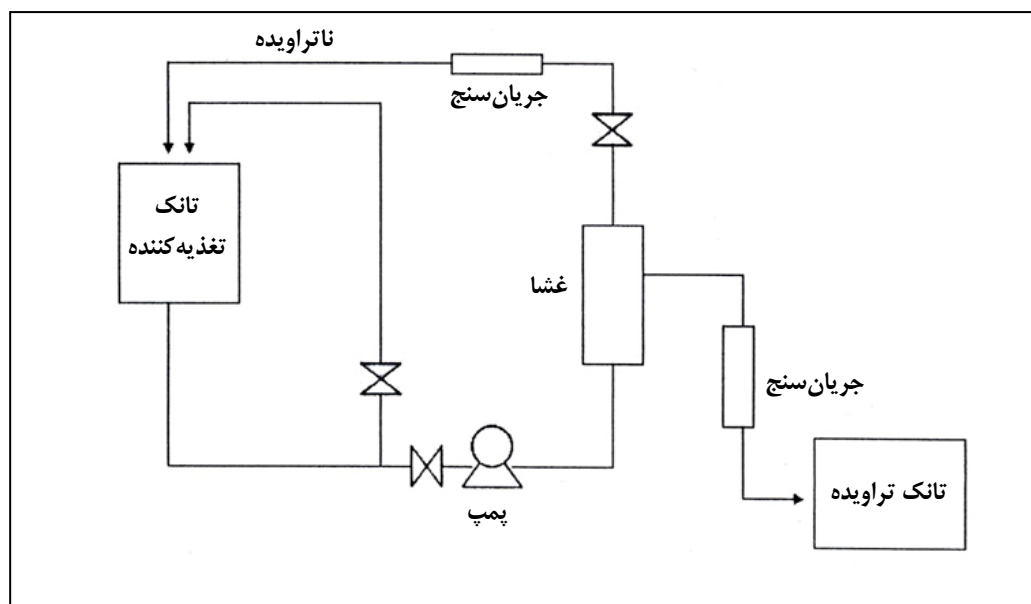 ناتراویده
جریان‌سنج
تانک
تغذیه‌کننده
غشا
جریان‌سنج
پمپ
تانک تراویده